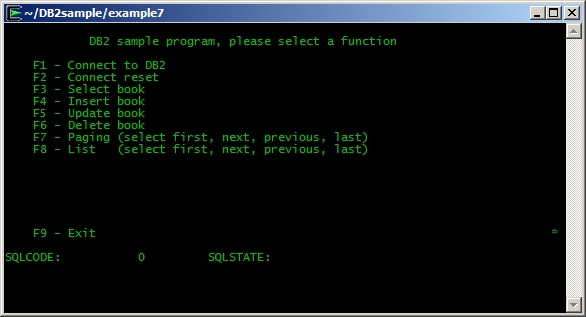 ~/DB2sample/example7
DB2 sample program, please select a function
F1 - Connect to DB2
F2 - Connect reset
F3 - Select book
F4 - Insert book
F5 - Update book
F6 - Delete book
F7 - Paging (select first, next, previous, last)
F8 - List   (select first, next, previous, last)
F9 - Exit *
SQLCODE: 0 SQLSTATE: